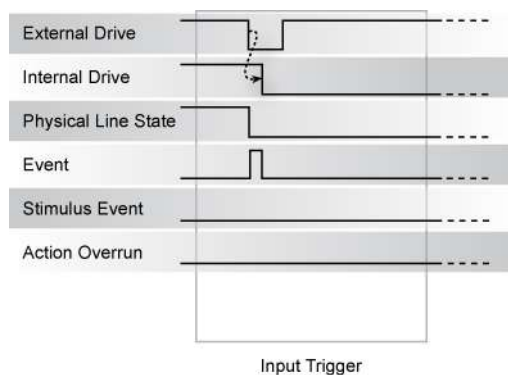 External Drive
Internal Drive
Physical Line State
Event
Stimulus Event
Action Overrun
Input Trigger